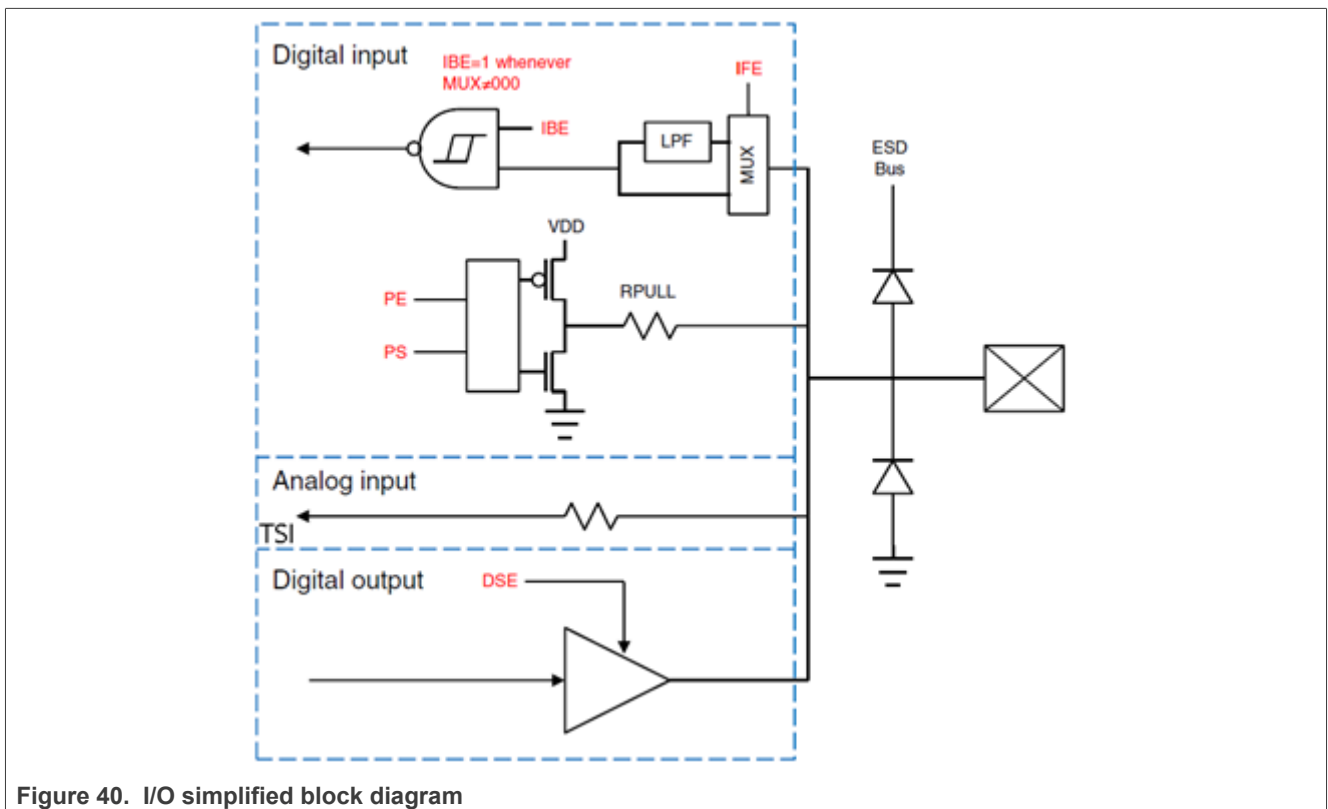 Digital input
IBE=1 whenever
MUX≠000
IFE
IBE
LPF
MUX
ESD
Bus
VDD
PE
RPULL
PS
Analog input
TSI
Digital output
DSE
Figure 40. I/O simplified block diagram